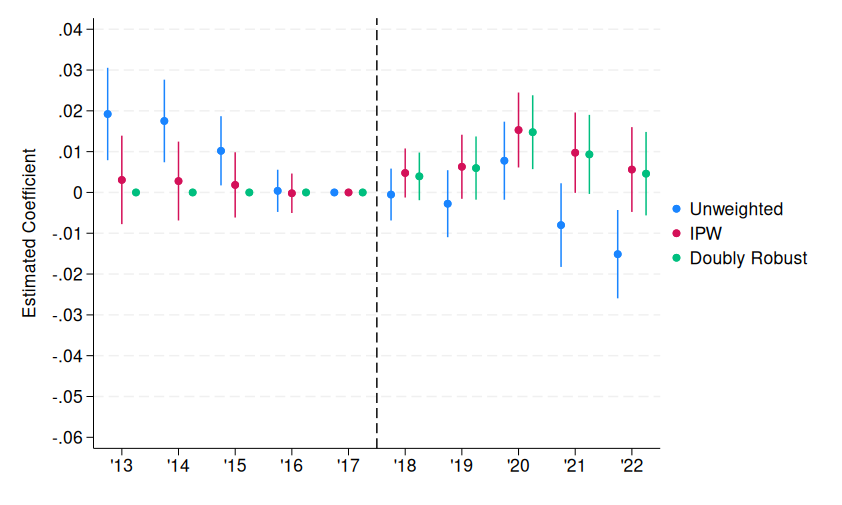 .04
.03
.02
.01
0
-.01
-.02
-.03
-.04
-.05
-.06
Estimated Coefficient
'13 '14 '15 '16 '17 '18 '19 '20 '21 '22
Unweighted
IPW
Doubly Robust